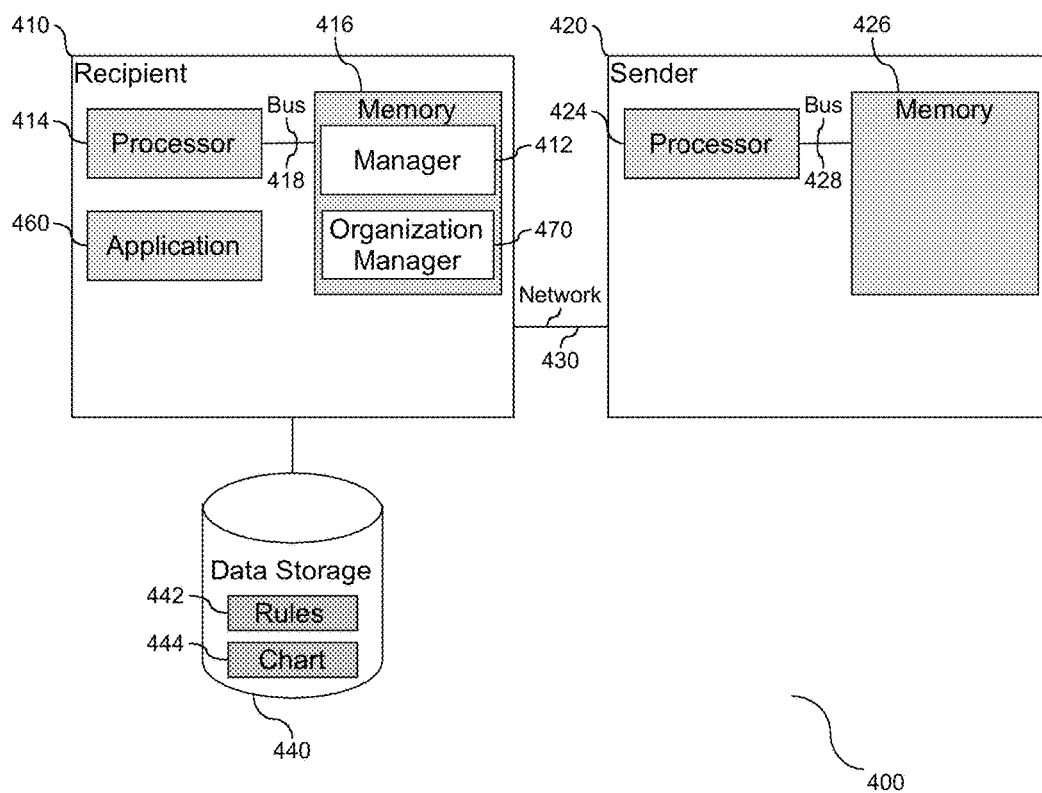 410
416
420
426
Recipient
Sender
414
Processor
Bus
418
Memory
Manager
412
424
Processor
Bus
428
Memory
460
Application
Organization
Manager
470
Network
430
Data Storage
442
Rules
444
Chart
440
400